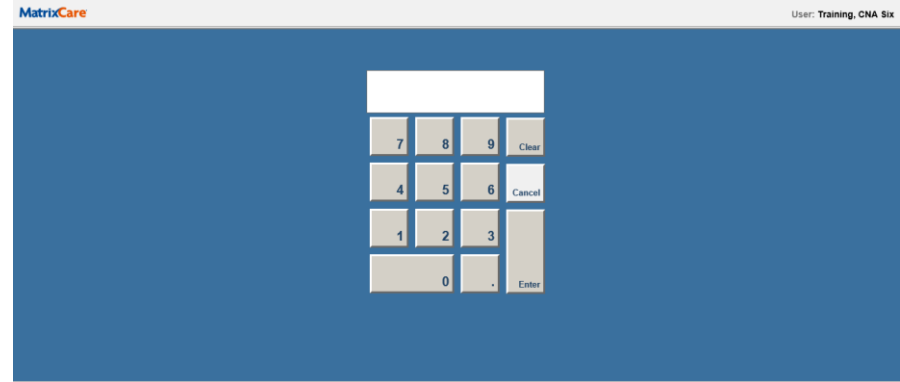 MatrixCare
User: Training, CNA Six
7 8 9 Clear
4 5 6 Cancel
1 2 3
0 . Enter